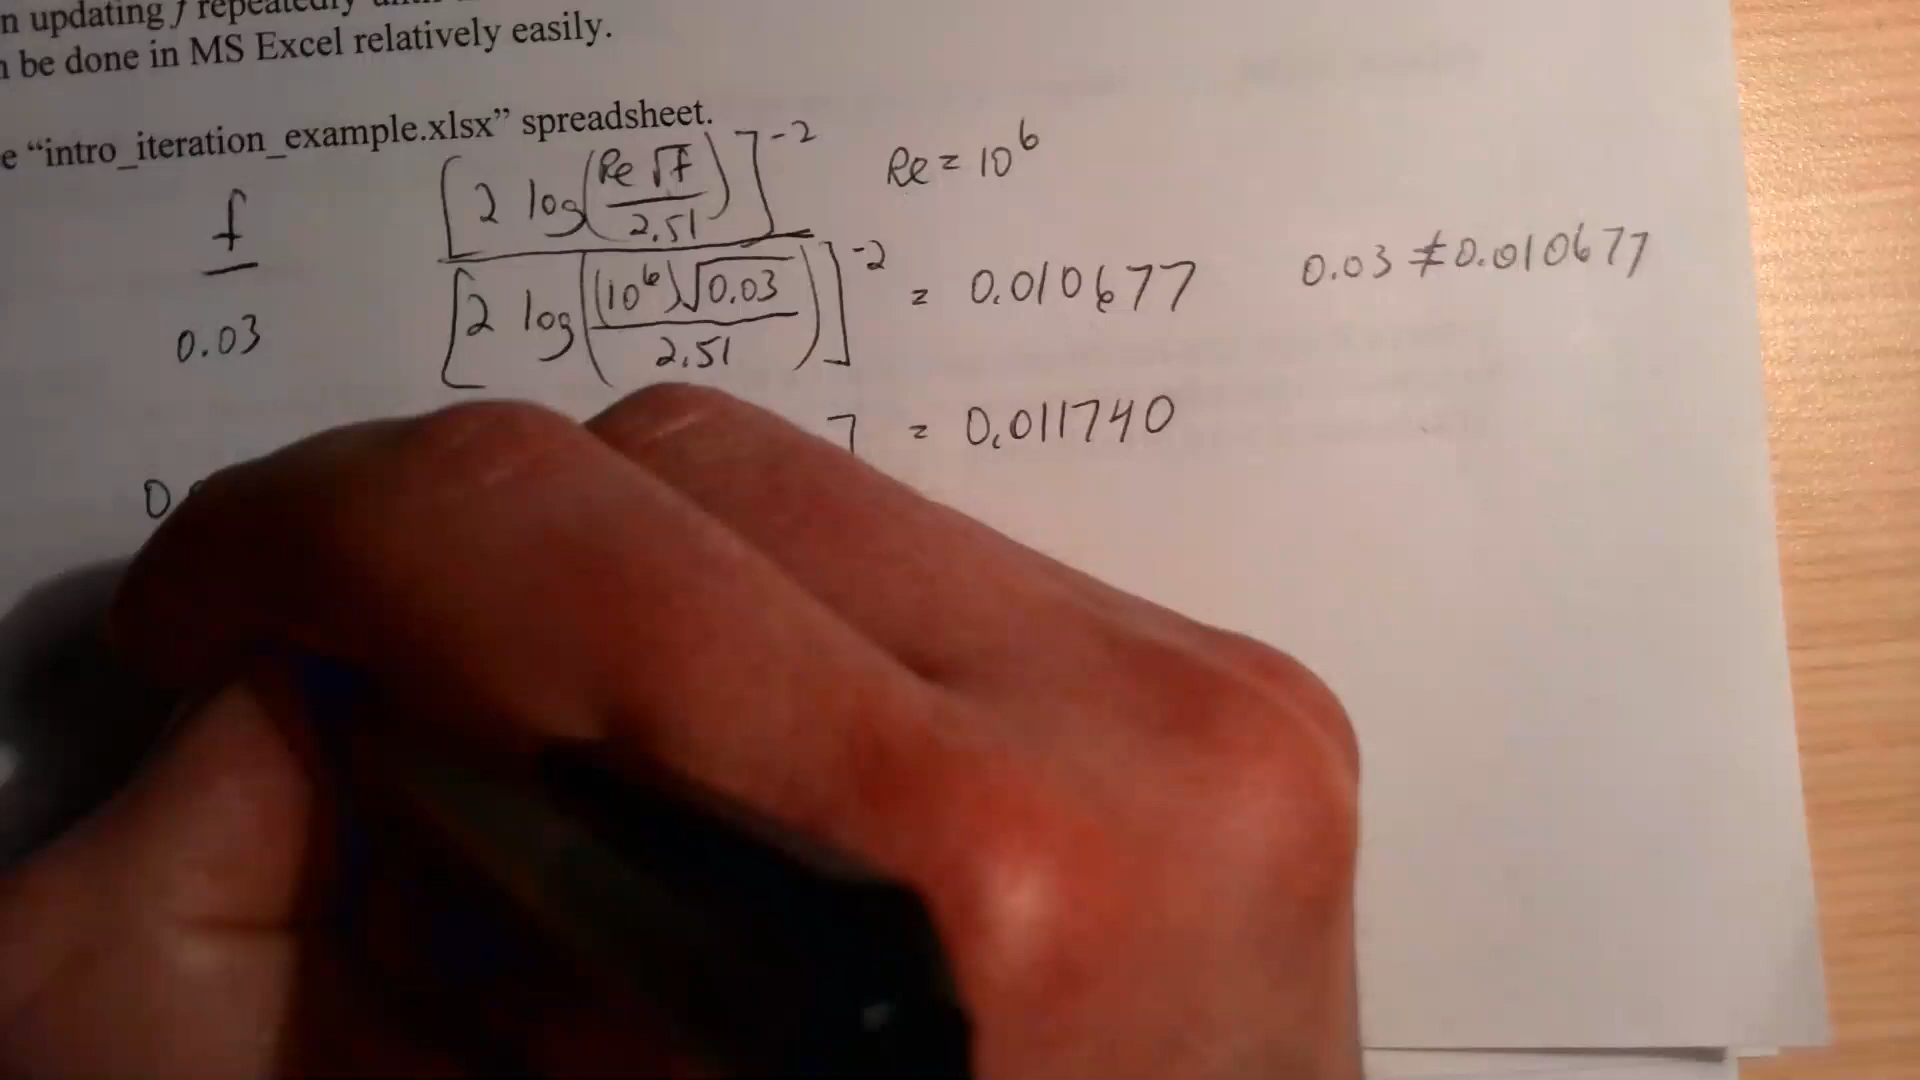 n updating f repeatedly
be done in MS Excel relatively easily.
e “intro_iteration_example.xlsx” spreadsheet.
f [2 log(Re √f / 2.51)]^-2 Re = 10^6
0.03 [2 log((10^6)√0.03 / 2.51)]^-2 = 0.010677 0.03 ≠ 0.010677
] = 0.011740
0.